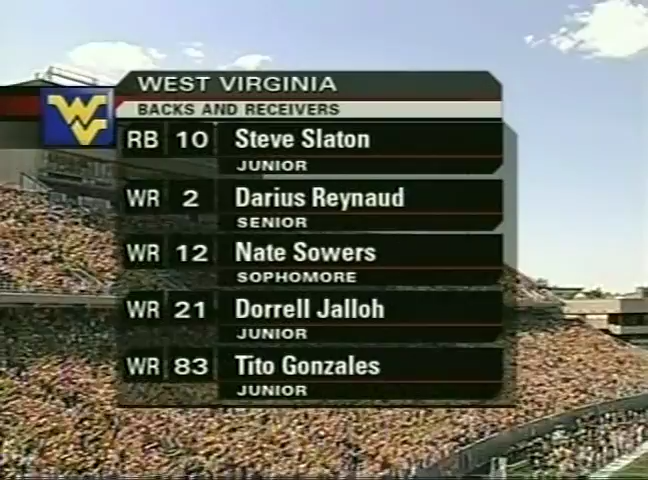 WEST VIRGINIA
BACKS AND RECEIVERS
WV
RB 10 Steve Slaton
JUNIOR
WR 2 Darius Reynaud
SENIOR
WR 12 Nate Sowers
SOPHOMORE
WR 21 Dorrell Jalloh
JUNIOR
WR 83 Tito Gonzales
JUNIOR